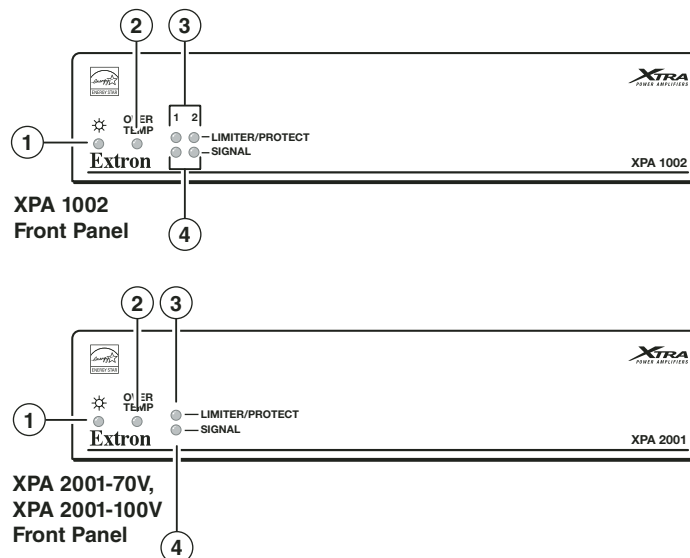 2
3
ENERGY STAR
XTRA
POWER AMPLIFIERS
OVER
TEMP
1 2
LIMITER/PROTECT
SIGNAL
1
Extron
XPA 1002
XPA 1002
Front Panel
4
2
3
ENERGY STAR
XTRA
POWER AMPLIFIERS
OVER
TEMP
LIMITER/PROTECT
SIGNAL
1
Extron
XPA 2001
XPA 2001-70V,
XPA 2001-100V
Front Panel
4